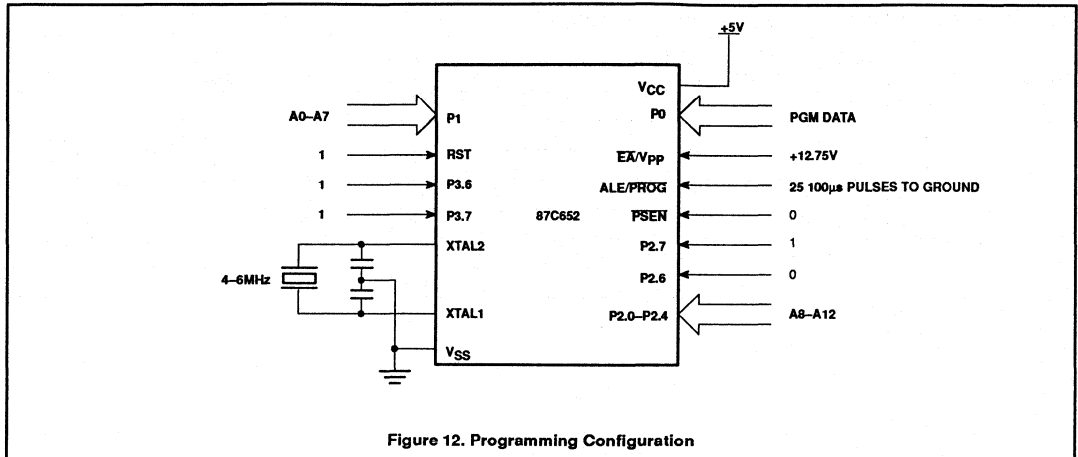 +5V
VCC
A0–A7
P1
P0
PGM DATA
1
RST
EA/VPP
+12.75V
1
P3.6
ALE/PROG
25 100μs PULSES TO GROUND
1
P3.7
87C652
PSEN
0
XTAL2
P2.7
1
4–6MHz
P2.6
0
XTAL1
P2.0–P2.4
A8–A12
VSS
Figure 12. Programming Configuration